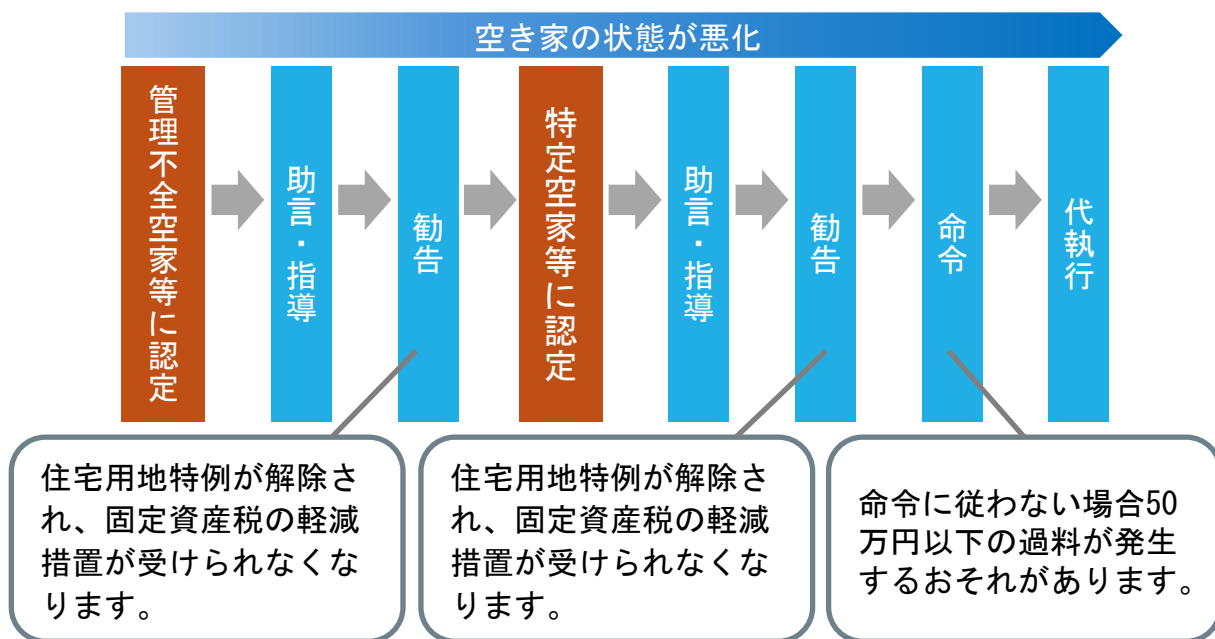 空き家の状態が悪化
管理不全空家等に認定
助言・指導
勧告
特定空家等に認定
助言・指導
勧告
命令
代執行
住宅用地特例が解除さ
れ、固定資産税の軽減
措置が受けられなくな
ります。
住宅用地特例が解除さ
れ、固定資産税の軽減
措置が受けられなくな
ります。
命令に従わない場合50
万円以下の過料が発生
するおそれがあります。